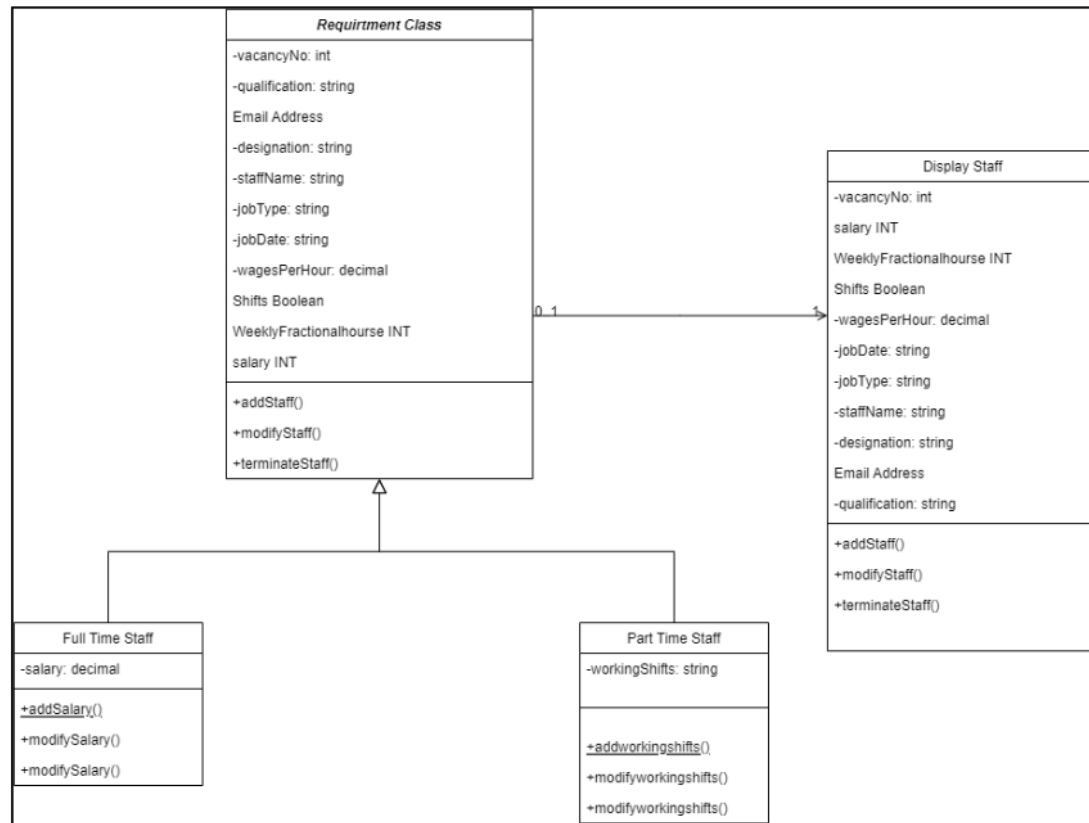 Requirtment Class
-vacancyNo: int
-qualification: string
Email Address
-designation: string
-staffName: string
-jobType: string
-jobDate: string
-wagesPerHour: decimal
Shifts Boolean
WeeklyFractionalhourse INT
salary INT
+addStaff()
+modifyStaff()
+terminateStaff()
0..1
1
Display Staff
-vacancyNo: int
salary INT
WeeklyFractionalhourse INT
Shifts Boolean
-wagesPerHour: decimal
-jobDate: string
-jobType: string
-staffName: string
-designation: string
Email Address
-qualification: string
+addStaff()
+modifyStaff()
+terminateStaff()
Full Time Staff
-salary: decimal
+addSalary()
+modifySalary()
+modifySalary()
Part Time Staff
-workingShifts: string
+addworkingshifts()
+modifyworkingshifts()
+modifyworkingshifts()